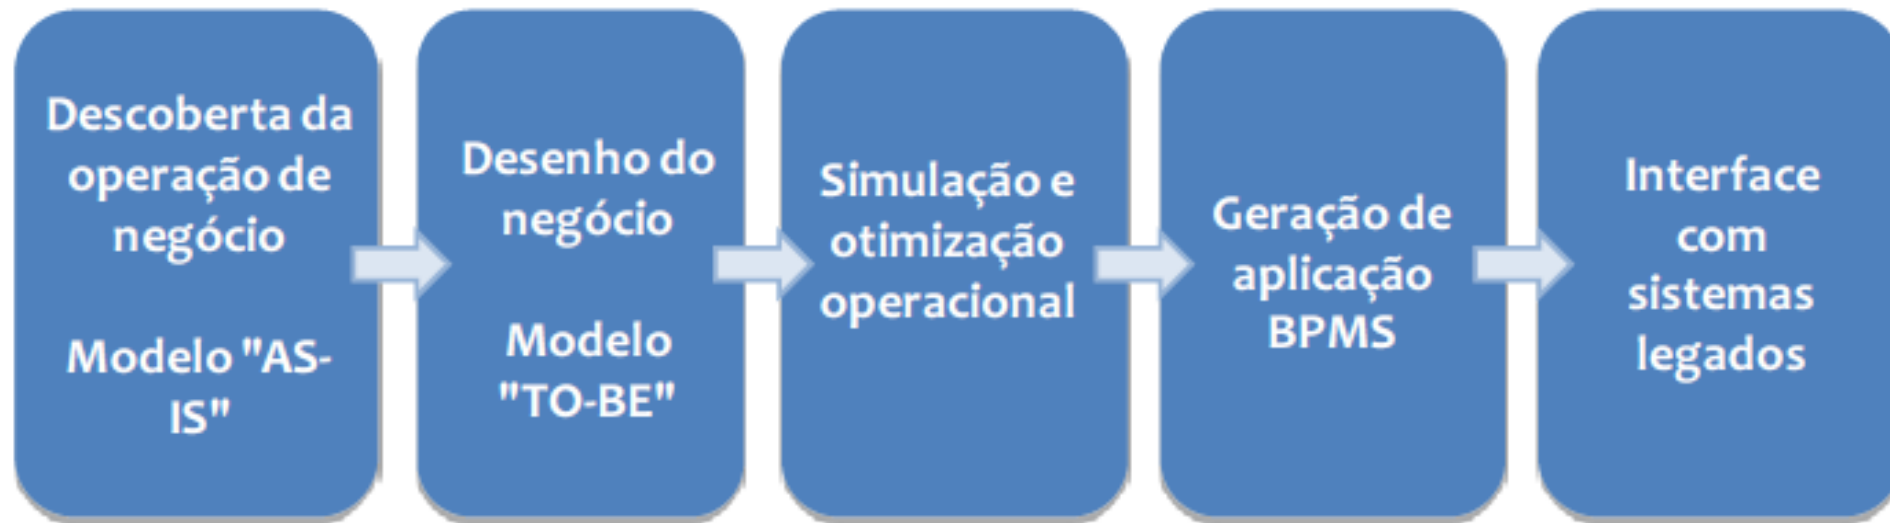 Descoberta da
operação de
negócio
Modelo "AS-
IS"
Desenho do
negócio
Modelo
"TO-BE"
Simulação e
otimização
operacional
Geração de
aplicação
BPMS
Interface
com
sistemas
legados